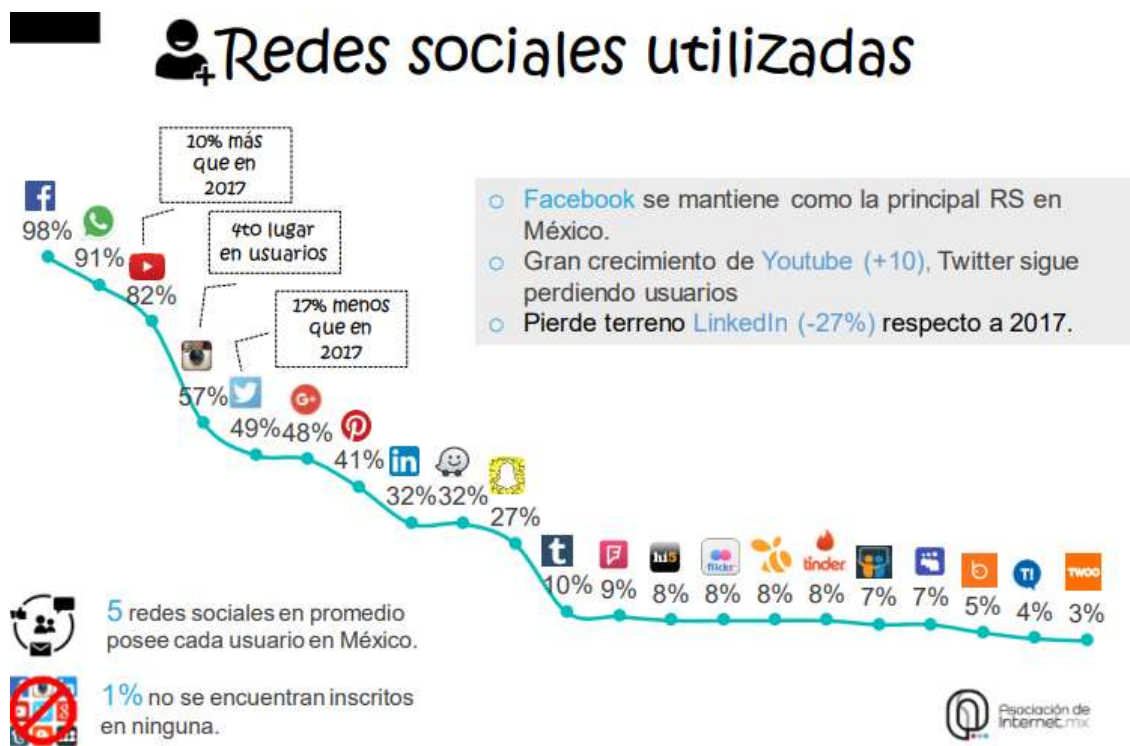 Redes sociales utilizadas
10% más
que en
2017
4to lugar
en usuarios
17% menos
que en
2017
Facebook se mantiene como la principal RS en
México.
Gran crecimiento de Youtube (+10), Twitter sigue
perdiendo usuarios
Pierde terreno LinkedIn (-27%) respecto a 2017.
98%
91%
82%
57%
49%
48%
41%
32%
32%
27%
hi5
flickr
tinder
T!
TWOO
10%
9%
8%
8%
8%
8%
7%
7%
5%
4%
3%
5 redes sociales en promedio
posee cada usuario en México.
1% no se encuentran inscritos
en ninguna.
Asociación de
Internet.mx